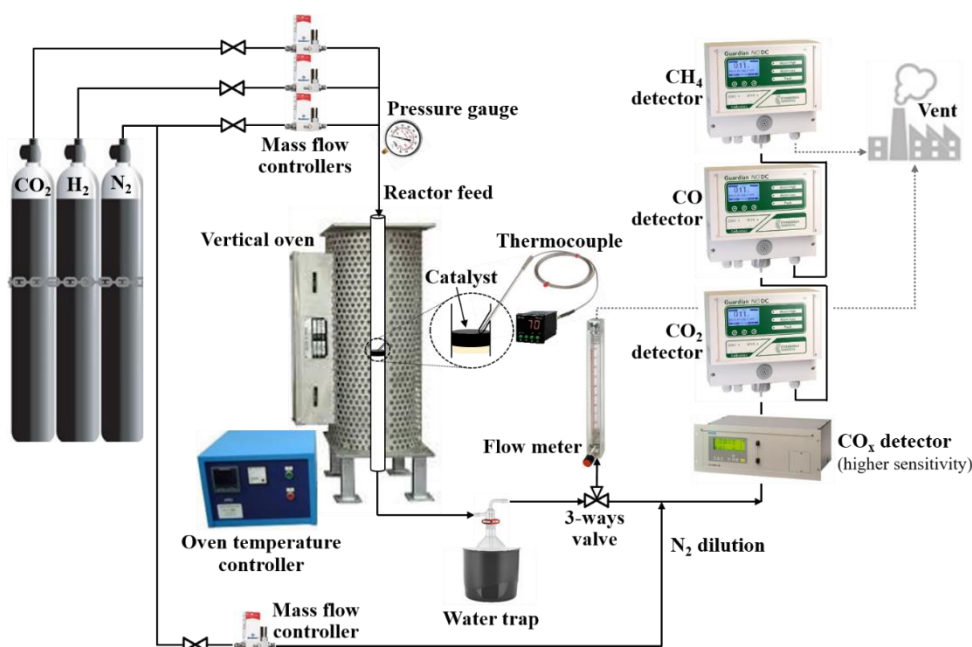 CH4
detector
Guardian NG DC
Vent
Pressure gauge
Mass flow
controllers
CO2
H2
N2
Reactor feed
CO
detector
Guardian NG DC
Vertical oven
Thermocouple
Catalyst
70
CO2
detector
Guardian NG DC
Flow meter
COx detector
(higher sensitivity)
3-ways
valve
N2 dilution
Oven temperature
controller
Water trap
Mass flow
controller